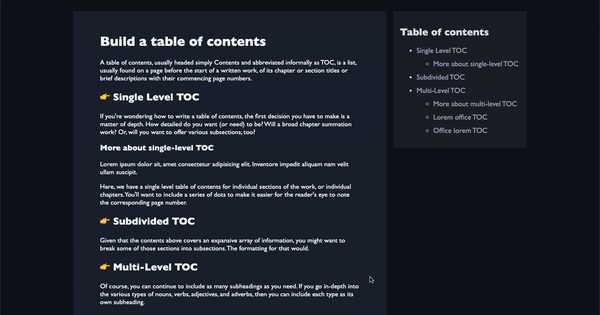 Build a table of contents
A table of contents, usually headed simply Contents and abbreviated informally as TOC, is a list,
usually found on a page before the start of a written work, of its chapter or section titles or
brief descriptions with their commencing page numbers.
Single Level TOC
If you're wondering how to write a table of contents, the first decision you have to make is a
matter of depth. How detailed do you want (or need) to be? Will a broad chapter summation
work? Or, will you want to offer various subsections, too?
More about single-level TOC
Lorem ipsum dolor sit, amet consectetur adipisicing elit. Inventore impedit aliquam nam velit
ullam suscipit.
Here, we have a single level table of contents for individual sections of the work, or individual
chapters. You'll want to include a series of dots to make it easier for the reader's eye to note
the corresponding page number.
Subdivided TOC
Given that the contents above covers an expansive array of information, you might want to
break some of those sections into subsections. The formatting for that would.
Multi-Level TOC
Of course, you can continue to include as many subheadings as you need. If you go in-depth into
the various types of nouns, verbs, adjectives, and adverbs, then you can include each type as its
own subheading.
Table of contents
Single Level TOC
More about single-level TOC
Subdivided TOC
Multi-Level TOC
More about multi-level TOC
Lorem office TOC
Office lorem TOC